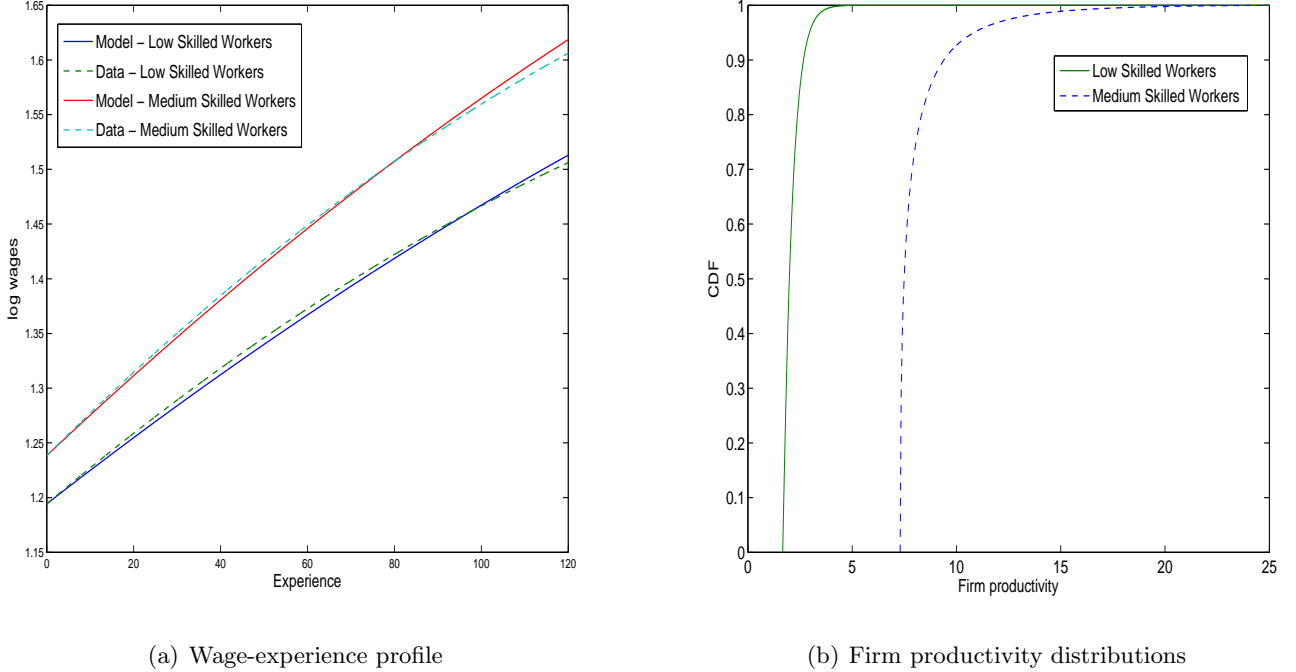 1.65
1.6
1.55
1.5
1.45
1.4
1.35
1.3
1.25
1.2
1.15
log wages
Model – Low Skilled Workers
Data – Low Skilled Workers
Model – Medium Skilled Workers
Data – Medium Skilled Workers
0 20 40 60 80 100 120
Experience
(a) Wage-experience profile
1
0.9
0.8
0.7
0.6
0.5
0.4
0.3
0.2
0.1
0
CDF
Low Skilled Workers
Medium Skilled Workers
0 5 10 15 20 25
Firm productivity
(b) Firm productivity distributions